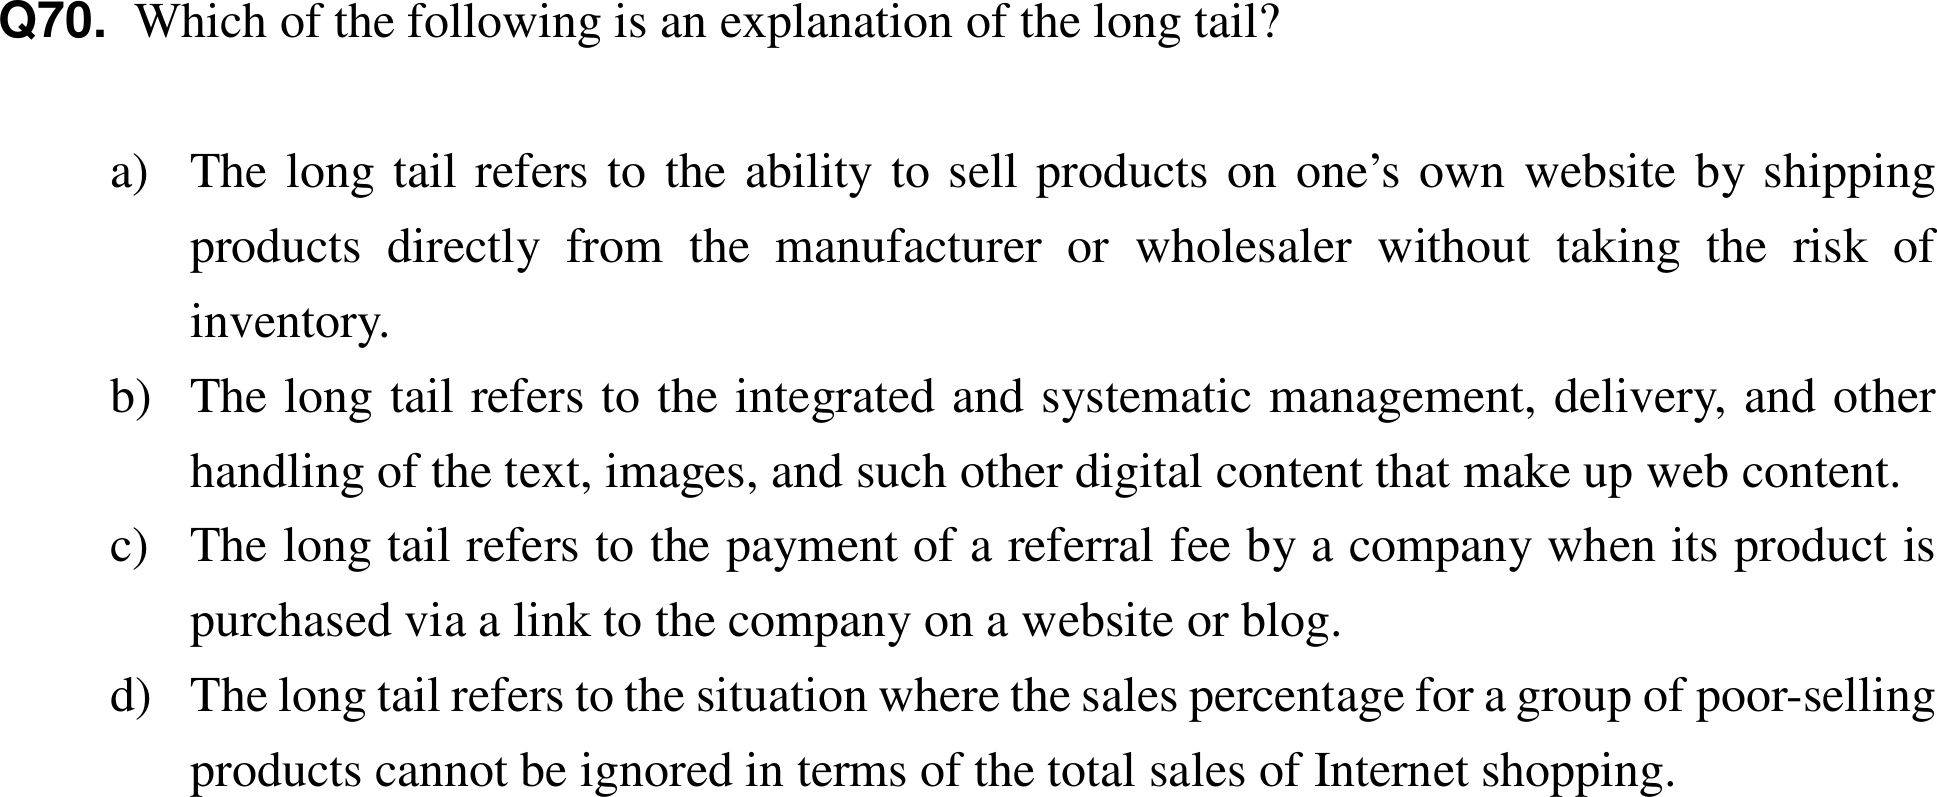 Q70. Which of the following is an explanation of the long tail?
a) The long tail refers to the ability to sell products on one’s own website by shipping
products directly from the manufacturer or wholesaler without taking the risk of
inventory.
b) The long tail refers to the integrated and systematic management, delivery, and other
handling of the text, images, and such other digital content that make up web content.
c) The long tail refers to the payment of a referral fee by a company when its product is
purchased via a link to the company on a website or blog.
d) The long tail refers to the situation where the sales percentage for a group of poor-selling
products cannot be ignored in terms of the total sales of Internet shopping.